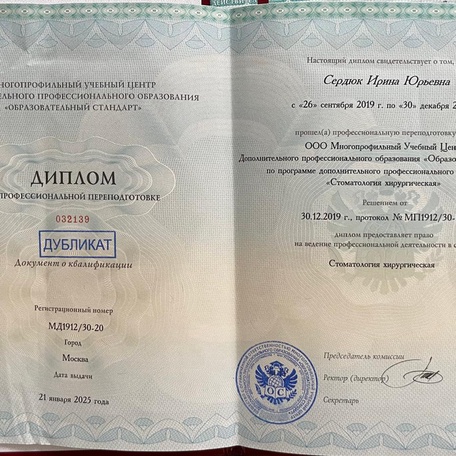 МНОГОПРОФИЛЬНЫЙ УЧЕБНЫЙ ЦЕНТР
ПРОФЕССИОНАЛЬНОГО ОБРАЗОВАНИЯ
«ОБРАЗОВАТЕЛЬНЫЙ СТАНДАРТ»
ДИПЛОМ
ПРОФЕССИОНАЛЬНОЙ ПЕРЕПОДГОТОВКЕ
032139
ДУБЛИКАТ
Документ о квалификации
Регистрационный номер
МД1912/30-20
Город
Москва
Дата выдачи
21 января 2025 года
Настоящий диплом свидетельствует о том,
Сердюк Ирина Юрьевна
с «26» сентября 2019 г. по «30» декабря 2
прошел(а) профессиональную переподготовку
ООО Многопрофильный Учебный Цен
Дополнительного профессионального образования «Образо
по программе дополнительного профессионального
«Стоматология хирургическая»
Решением от
30.12.2019 г., протокол № МП1912/30-
диплом предоставляет право
на ведение профессиональной деятельности в с
Стоматология хирургическая
Председатель комиссии
Ректор (директор)
Секретарь
ОС